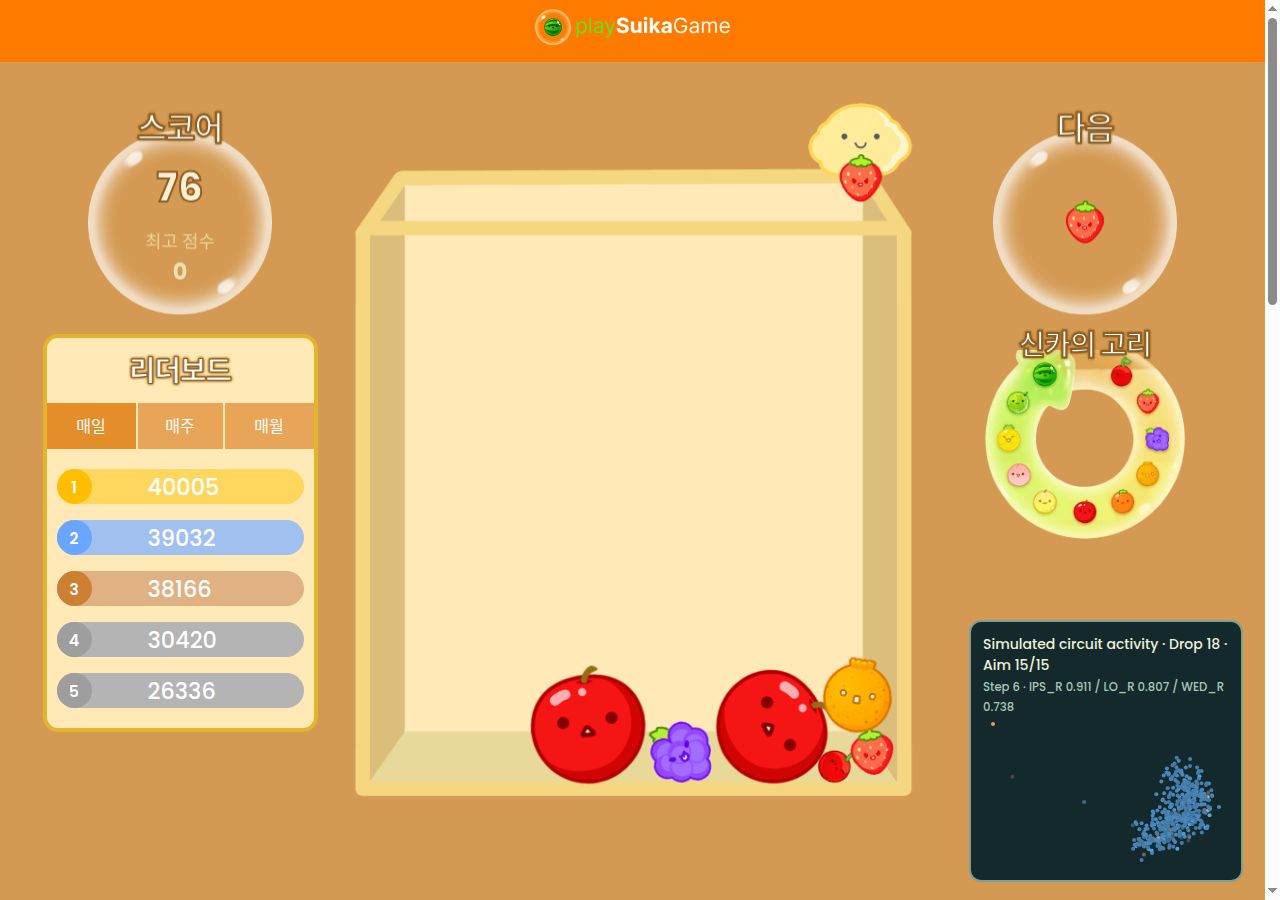 playSuikaGame
스코어
76
최고 점수
0
다음
신카의 고리
리더보드
매일 매주 매월
1 40005
2 39032
3 38166
4 30420
5 26336
Simulated circuit activity · Drop 18 ·
Aim 15/15
Step 6 · IPS_R 0.911 / LO_R 0.807 / WED_R
0.738